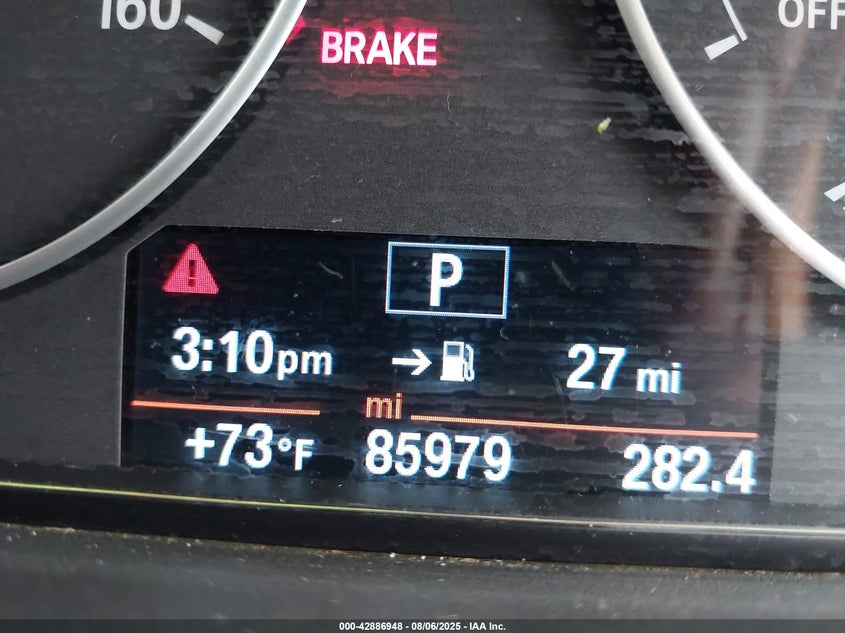 160
OFF
BRAKE
P
3:10pm
27 mi
mi
+73°F
85979
282.4
000-42886948 - 08/06/2025 - IAA Inc.